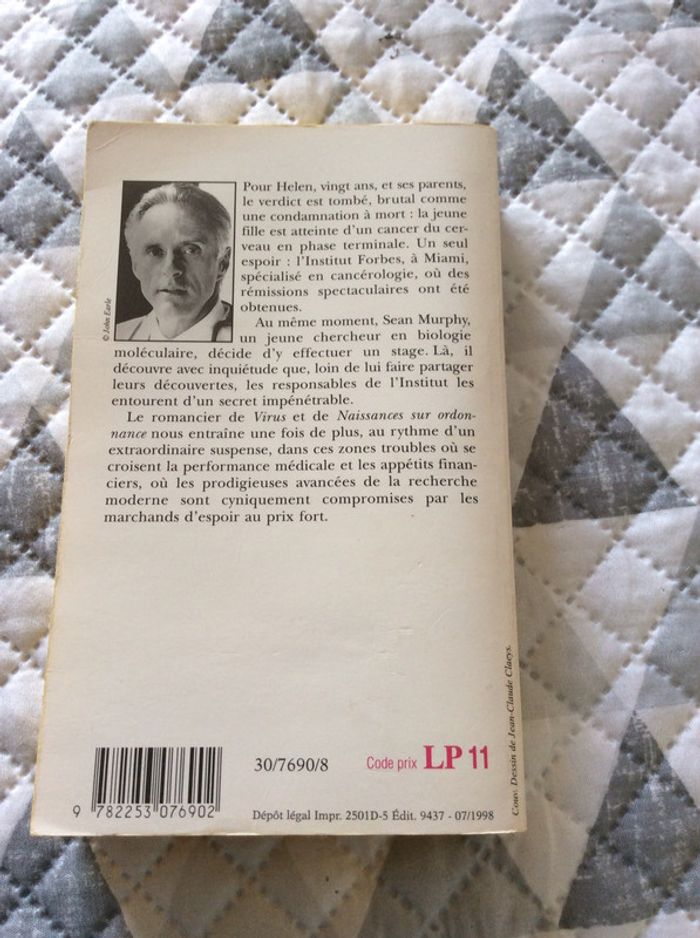 Pour Helen, vingt ans, et ses parents,
le verdict est tombé, brutal comme
une condamnation à mort : la jeune
fille est atteinte d'un cancer du cer-
veau en phase terminale. Un seul
espoir : l'Institut Forbes, à Miami,
spécialisé en cancérologie, où des
rémissions spectaculaires ont été
obtenues.
© John Earle
Au même moment, Sean Murphy,
un jeune chercheur en biologie
moléculaire, décide d'y effectuer un stage. Là, il
découvre avec inquiétude que, loin de lui faire partager
leurs découvertes, les responsables de l'Institut les
entourent d'un secret impénétrable.
Le romancier de Virus et de Naissances sur ordon-
nance nous entraîne une fois de plus, au rythme d'un
extraordinaire suspense, dans ces zones troubles où se
croisent la performance médicale et les appétits finan-
ciers, où les prodigieuses avancées de la recherche
moderne sont cyniquement compromises par les
marchands d'espoir au prix fort.
Couv. Dessin de Jean-Claude Claeys.
9 782253 076902
30/7690/8
Code prix LP 11
Dépôt légal Impr. 2501D-5 Édit. 9437 - 07/1998